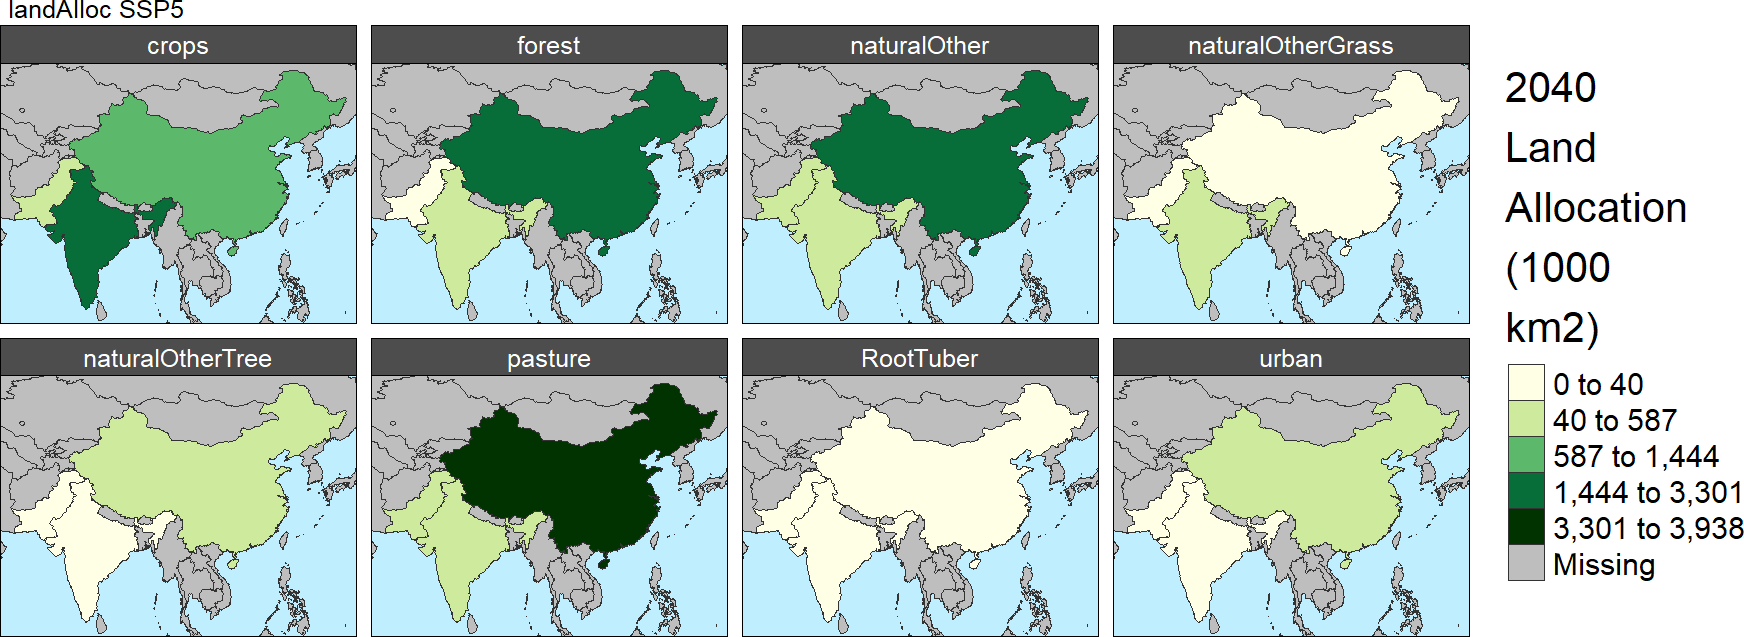 landAlloc SSP5
crops
forest
naturalOther
naturalOtherGrass
naturalOtherTree
pasture
RootTuber
urban
2040
Land
Allocation
(1000
km2)
0 to 40
40 to 587
587 to 1,444
1,444 to 3,301
3,301 to 3,938
Missing